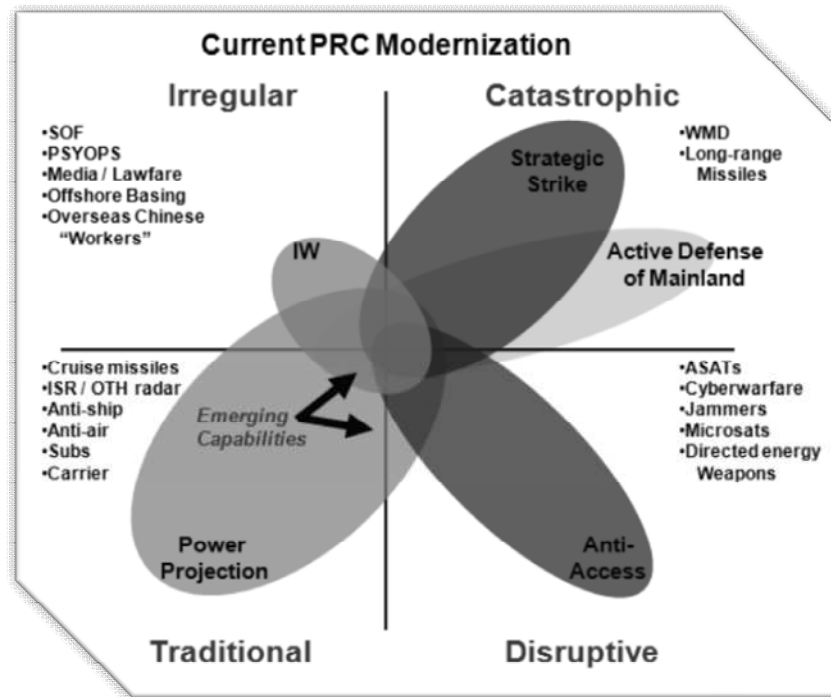 Current PRC Modernization
Irregular
Catastrophic
•SOF
•PSYOPS
•Media / Lawfare
•Offshore Basing
•Overseas Chinese
“Workers”
•WMD
•Long-range
Missiles
Strategic
Strike
IW
Active Defense
of Mainland
•Cruise missiles
•ISR / OTH radar
•Anti-ship
•Anti-air
•Subs
•Carrier
Emerging
Capabilities
•ASATs
•Cyberwarfare
•Jammers
•Microsats
•Directed energy
Weapons
Power
Projection
Anti-
Access
Traditional
Disruptive